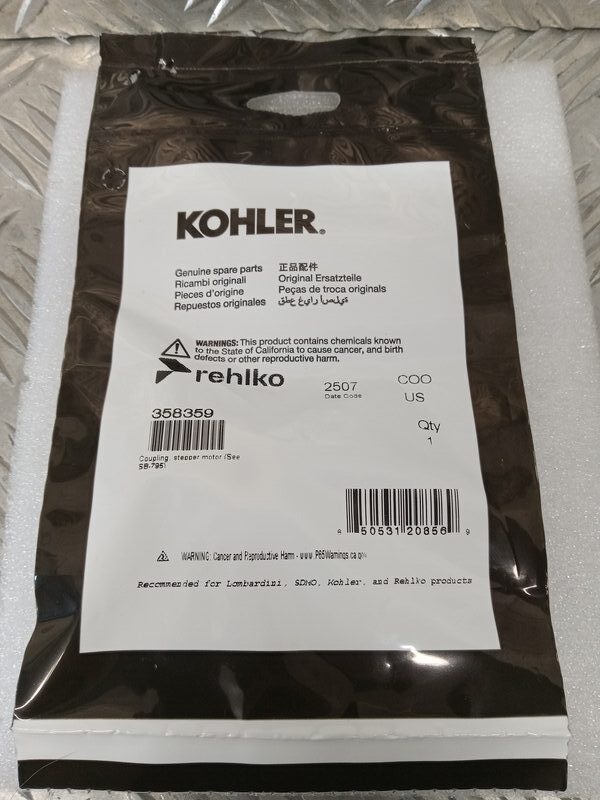 KOHLER®
Genuine spare parts
Ricambi originali
Pieces d'origine
Repuestos originales
正品配件
Original Ersatzteile
Peças de troca originals
قطع غيار أصلية
WARNINGS: This product contains chemicals known
to the State of California to cause cancer, and birth
defects or other reproductive harm.
rehlko
2507
Date Code
COO
US
358359
Qty
1
Coupling, stepper motor (See
SB-795)
8 50531 20856 9
WARNING: Cancer and Reproductive Harm - www.P65Warnings.ca.gov
Recommended for Lombardini, SDMO, Kohler, and Rehlko products